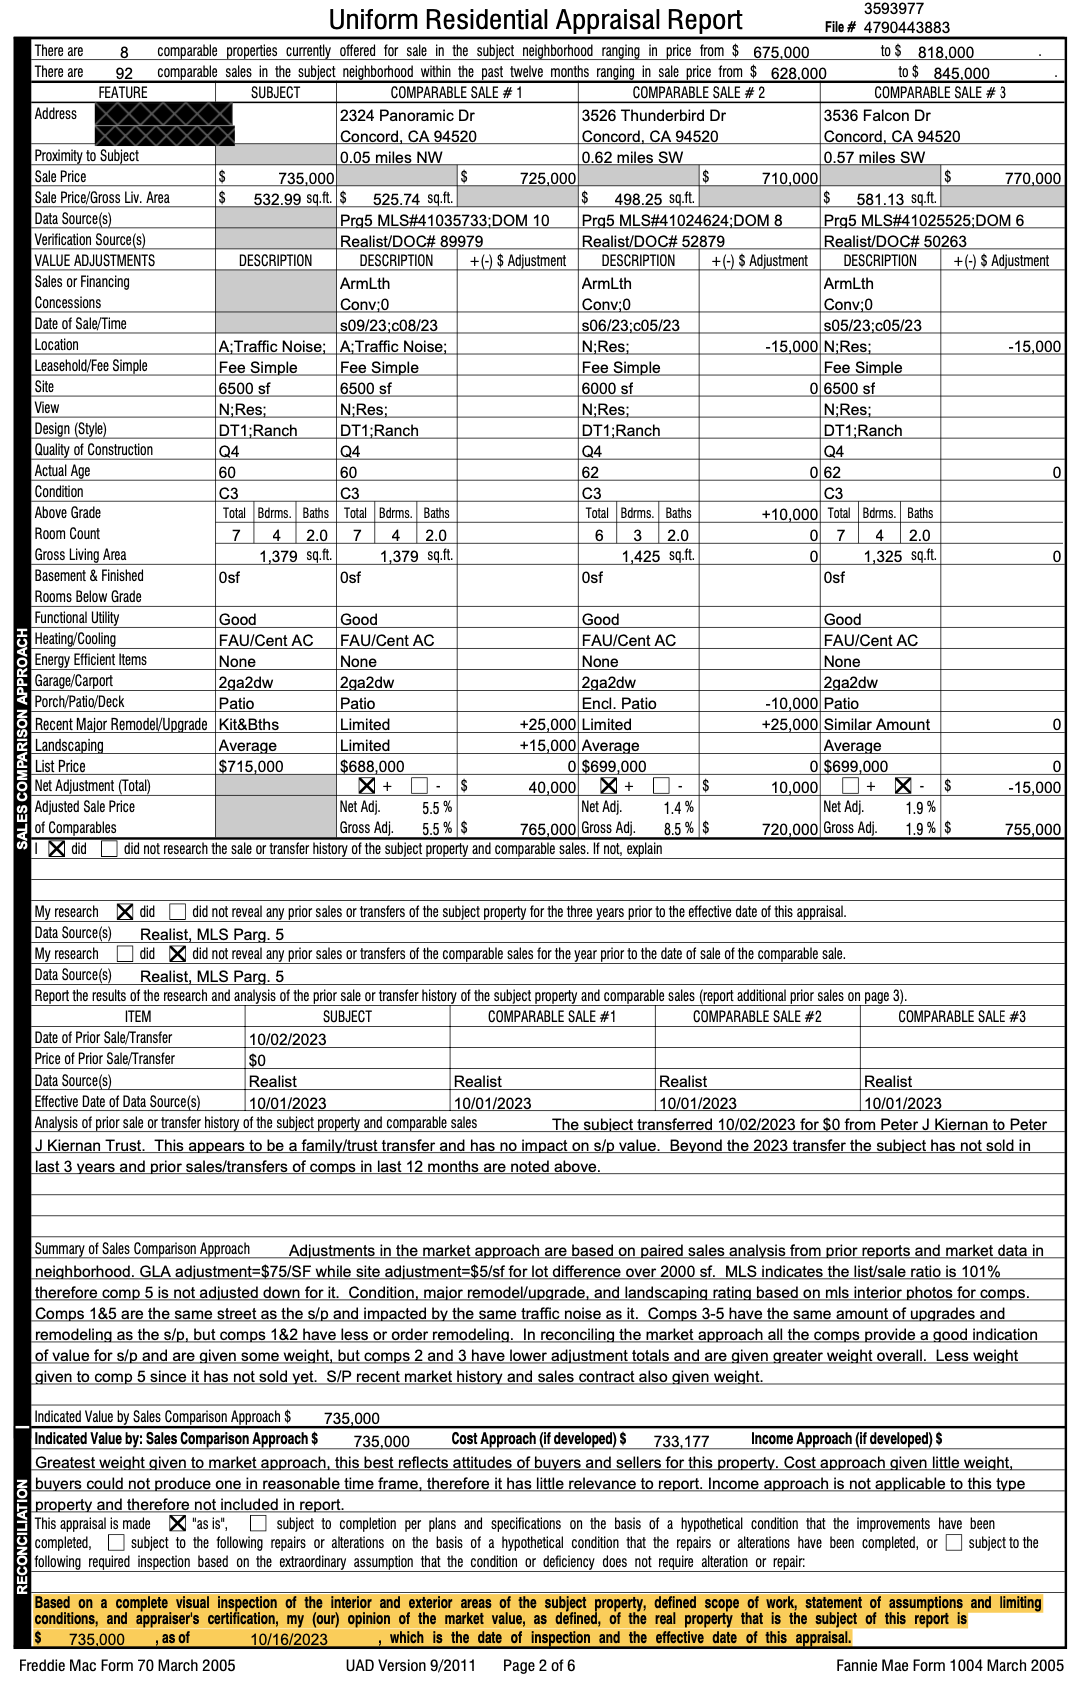 Uniform Residential Appraisal Report
3593977
File # 4790443883
There are 8 comparable properties currently offered for sale in the subject neighborhood ranging in price from $ 675,000 to $ 818,000 .
There are 92 comparable sales in the subject neighborhood within the past twelve months ranging in sale price from $ 628,000 to $ 845,000 .
FEATURE SUBJECT COMPARABLE SALE # 1 COMPARABLE SALE # 2 COMPARABLE SALE # 3
Address 2324 Panoramic Dr 3526 Thunderbird Dr 3536 Falcon Dr
Concord, CA 94520 Concord, CA 94520 Concord, CA 94520
Proximity to Subject 0.05 miles NW 0.62 miles SW 0.57 miles SW
Sale Price $ 735,000 $ 725,000 $ 710,000 $ 770,000
Sale Price/Gross Liv. Area $ 532.99 sq.ft. $ 525.74 sq.ft. $ 498.25 sq.ft. $ 581.13 sq.ft.
Data Source(s) Prg5 MLS#41035733;DOM 10 Prg5 MLS#41024624;DOM 8 Prg5 MLS#41025525;DOM 6
Verification Source(s) Realist/DOC# 89979 Realist/DOC# 52879 Realist/DOC# 50263
VALUE ADJUSTMENTS DESCRIPTION DESCRIPTION +(-) $ Adjustment DESCRIPTION +(-) $ Adjustment DESCRIPTION +(-) $ Adjustment
Sales or Financing ArmLth ArmLth ArmLth
Concessions Conv;0 Conv;0 Conv;0
Date of Sale/Time s09/23;c08/23 s06/23;c05/23 s05/23;c05/23
Location A;Traffic Noise; A;Traffic Noise; N;Res; -15,000 N;Res; -15,000
Leasehold/Fee Simple Fee Simple Fee Simple Fee Simple Fee Simple
Site 6500 sf 6500 sf 6000 sf 0 6500 sf
View N;Res; N;Res; N;Res; N;Res;
Design (Style) DT1;Ranch DT1;Ranch DT1;Ranch DT1;Ranch
Quality of Construction Q4 Q4 Q4 Q4
Actual Age 60 60 62 0 62 0
Condition C3 C3 C3 C3
Above Grade Total Bdrms. Baths Total Bdrms. Baths Total Bdrms. Baths +10,000 Total Bdrms. Baths
Room Count 7 4 2.0 7 4 2.0 6 3 2.0 0 7 4 2.0
Gross Living Area 1,379 sq.ft. 1,379 sq.ft. 1,425 sq.ft. 0 1,325 sq.ft. 0
Basement & Finished 0sf 0sf 0sf 0sf
Rooms Below Grade
Functional Utility Good Good Good Good
Heating/Cooling FAU/Cent AC FAU/Cent AC FAU/Cent AC FAU/Cent AC
Energy Efficient Items None None None None
Garage/Carport 2ga2dw 2ga2dw 2ga2dw 2ga2dw
Porch/Patio/Deck Patio Patio Encl. Patio -10,000 Patio
Recent Major Remodel/Upgrade Kit&Bths Limited +25,000 Limited +25,000 Similar Amount 0
Landscaping Average Limited +15,000 Average Average
List Price $715,000 $688,000 0 $699,000 0 $699,000 0
Net Adjustment (Total) + - $ 40,000 + - $ 10,000 + - $ -15,000
Adjusted Sale Price Net Adj. 5.5 % Net Adj. 1.4 % Net Adj. 1.9 %
of Comparables Gross Adj. 5.5 % $ 765,000 Gross Adj. 8.5 % $ 720,000 Gross Adj. 1.9 % $ 755,000
SALES COMPARISON APPROACH
I did did not research the sale or transfer history of the subject property and comparable sales. If not, explain
My research did did not reveal any prior sales or transfers of the subject property for the three years prior to the effective date of this appraisal.
Data Source(s) Realist, MLS Parg. 5
My research did did not reveal any prior sales or transfers of the comparable sales for the year prior to the date of sale of the comparable sale.
Data Source(s) Realist, MLS Parg. 5
Report the results of the research and analysis of the prior sale or transfer history of the subject property and comparable sales (report additional prior sales on page 3).
ITEM SUBJECT COMPARABLE SALE #1 COMPARABLE SALE #2 COMPARABLE SALE #3
Date of Prior Sale/Transfer 10/02/2023
Price of Prior Sale/Transfer $0
Data Source(s) Realist Realist Realist Realist
Effective Date of Data Source(s) 10/01/2023 10/01/2023 10/01/2023 10/01/2023
Analysis of prior sale or transfer history of the subject property and comparable sales The subject transferred 10/02/2023 for $0 from Peter J Kiernan to Peter
J Kiernan Trust. This appears to be a family/trust transfer and has no impact on s/p value. Beyond the 2023 transfer the subject has not sold in
last 3 years and prior sales/transfers of comps in last 12 months are noted above.
Summary of Sales Comparison Approach Adjustments in the market approach are based on paired sales analysis from prior reports and market data in
neighborhood. GLA adjustment=$75/SF while site adjustment=$5/sf for lot difference over 2000 sf. MLS indicates the list/sale ratio is 101%
therefore comp 5 is not adjusted down for it. Condition, major remodel/upgrade, and landscaping rating based on mls interior photos for comps.
Comps 1&5 are the same street as the s/p and impacted by the same traffic noise as it. Comps 3-5 have the same amount of upgrades and
remodeling as the s/p, but comps 1&2 have less or order remodeling. In reconciling the market approach all the comps provide a good indication
of value for s/p and are given some weight, but comps 2 and 3 have lower adjustment totals and are given greater weight overall. Less weight
given to comp 5 since it has not sold yet. S/P recent market history and sales contract also given weight.
Indicated Value by Sales Comparison Approach $ 735,000
Indicated Value by: Sales Comparison Approach $ 735,000 Cost Approach (if developed) $ 733,177 Income Approach (if developed) $
Greatest weight given to market approach, this best reflects attitudes of buyers and sellers for this property. Cost approach given little weight,
buyers could not produce one in reasonable time frame, therefore it has little relevance to report. Income approach is not applicable to this type
property and therefore not included in report.
RECONCILIATION
This appraisal is made "as is", subject to completion per plans and specifications on the basis of a hypothetical condition that the improvements have been
completed, subject to the following repairs or alterations on the basis of a hypothetical condition that the repairs or alterations have been completed, or subject to the
following required inspection based on the extraordinary assumption that the condition or deficiency does not require alteration or repair:
Based on a complete visual inspection of the interior and exterior areas of the subject property, defined scope of work, statement of assumptions and limiting
conditions, and appraiser's certification, my (our) opinion of the market value, as defined, of the real property that is the subject of this report is
$ 735,000 , as of 10/16/2023 , which is the date of inspection and the effective date of this appraisal.
Freddie Mac Form 70 March 2005 UAD Version 9/2011 Page 2 of 6 Fannie Mae Form 1004 March 2005